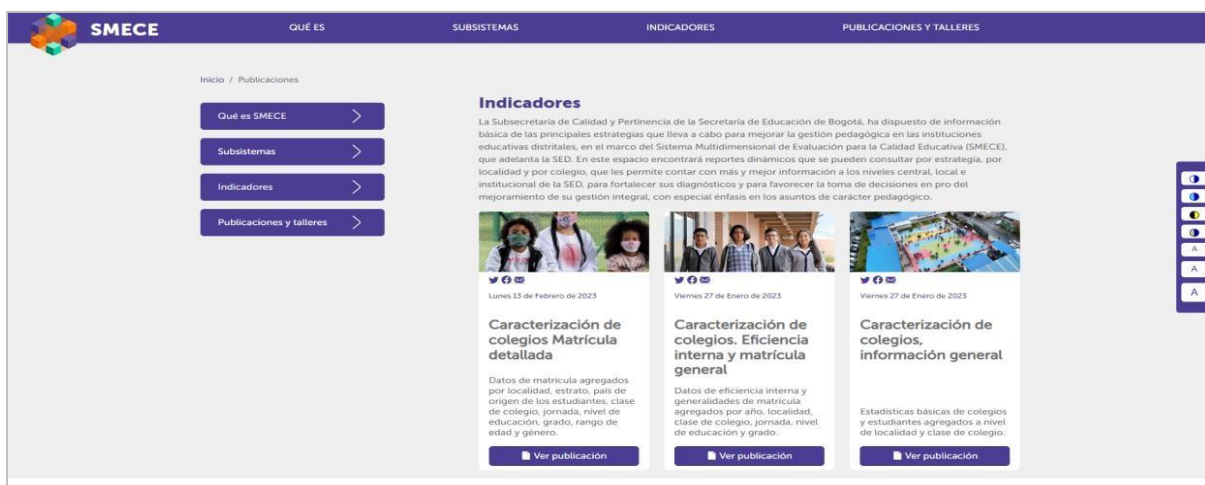 SMECE
QUÉ ES
SUBSISTEMAS
INDICADORES
PUBLICACIONES Y TALLERES
Inicio / Publicaciones
Qué es SMECE
Subsistemas
Indicadores
Publicaciones y talleres
Indicadores
La Subsecretaría de Calidad y Pertinencia de la Secretaría de Educación de Bogotá, ha dispuesto de información
básica de las principales estrategias que lleva a cabo para mejorar la gestión pedagógica en las instituciones
educativas distritales, en el marco del Sistema Multidimensional de Evaluación para la Calidad Educativa (SMECE),
que adelanta la SED. En este espacio encontrará reportes dinámicos que se pueden consultar por estrategia, por
localidad y por colegio, que les permite contar con más y mejor información a los niveles central, local e
institucional de la SED, para fortalecer sus diagnósticos y para favorecer la toma de decisiones en pro del
mejoramiento de su gestión integral, con especial énfasis en los asuntos de carácter pedagógico.
Lunes 13 de Febrero de 2023
Caracterización de
colegios Matrícula
detallada
Datos de matrícula agregados
por localidad, estrato, país de
origen de los estudiantes, clase
de colegio, jornada, nivel de
educación, grado, rango de
edad y género.
Ver publicación
Viernes 27 de Enero de 2023
Caracterización de
colegios. Eficiencia
interna y matrícula
general
Datos de eficiencia interna y
generalidades de matrícula
agregados por año, localidad,
clase de colegio, jornada, nivel
de educación y grado.
Ver publicación
Viernes 27 de Enero de 2023
Caracterización de
colegios,
información general
Estadísticas básicas de colegios
y estudiantes agregados a nivel
de localidad y clase de colegio.
Ver publicación
A
A
A